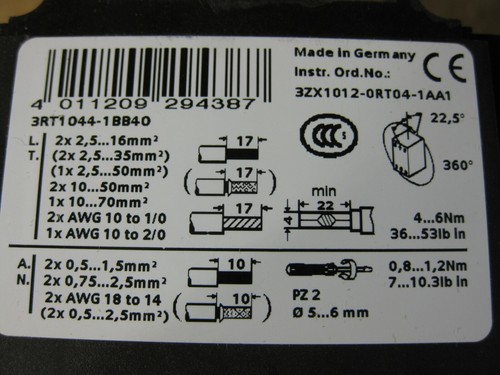 Made in Germany
Instr. Ord.No.:
CE
4 011209 294387
3ZX1012-0RT04-1AA1
3RT1044-1BB40
CCC
22,5°
360°
L. 2x 2,5...16mm²
T. (2x 2,5...35mm²)
(1x 2,5...50mm²)
2x 10...50mm²
1x 10...70mm²
2x AWG 10 to 1/0
1x AWG 10 to 2/0
17
17
17
min
22
4
4...6Nm
36...53lb in
A. 2x 0,5...1,5mm²
N. 2x 0,75...2,5mm²
2x AWG 18 to 14
(2x 0,5...2,5mm²)
10
10
PZ 2
Ø 5...6 mm
0,8...1,2Nm
7...10.3lb in